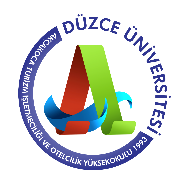 DÜZCE ÜNİVERSİTESİ
AKÇAKOCA TURİZM İŞLETMECİLİĞİ VE OTELCİLİK YÜKSEKOKULU 1993